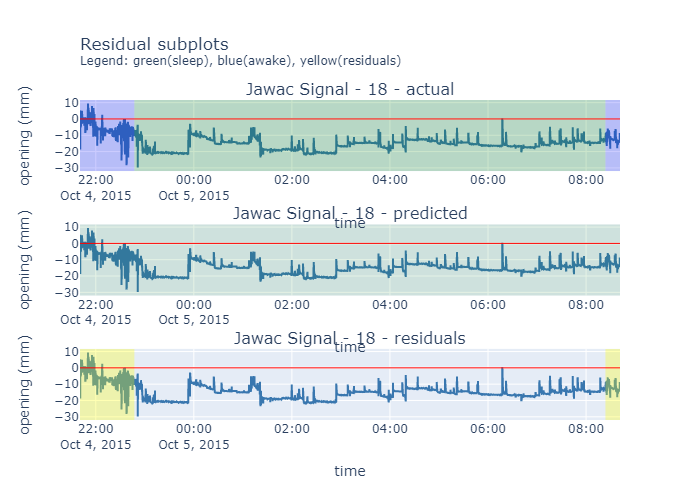 Residual subplots
Legend: green(sleep), blue(awake), yellow(residuals)
Jawac Signal - 18 - actual
opening (mm)
10
0
−10
−20
−30
22:00 00:00 02:00 04:00 06:00 08:00
Oct 4, 2015 Oct 5, 2015
time
Jawac Signal - 18 - predicted
opening (mm)
10
0
−10
−20
−30
22:00 00:00 02:00 04:00 06:00 08:00
Oct 4, 2015 Oct 5, 2015
time
Jawac Signal - 18 - residuals
opening (mm)
10
0
−10
−20
−30
22:00 00:00 02:00 04:00 06:00 08:00
Oct 4, 2015 Oct 5, 2015
time